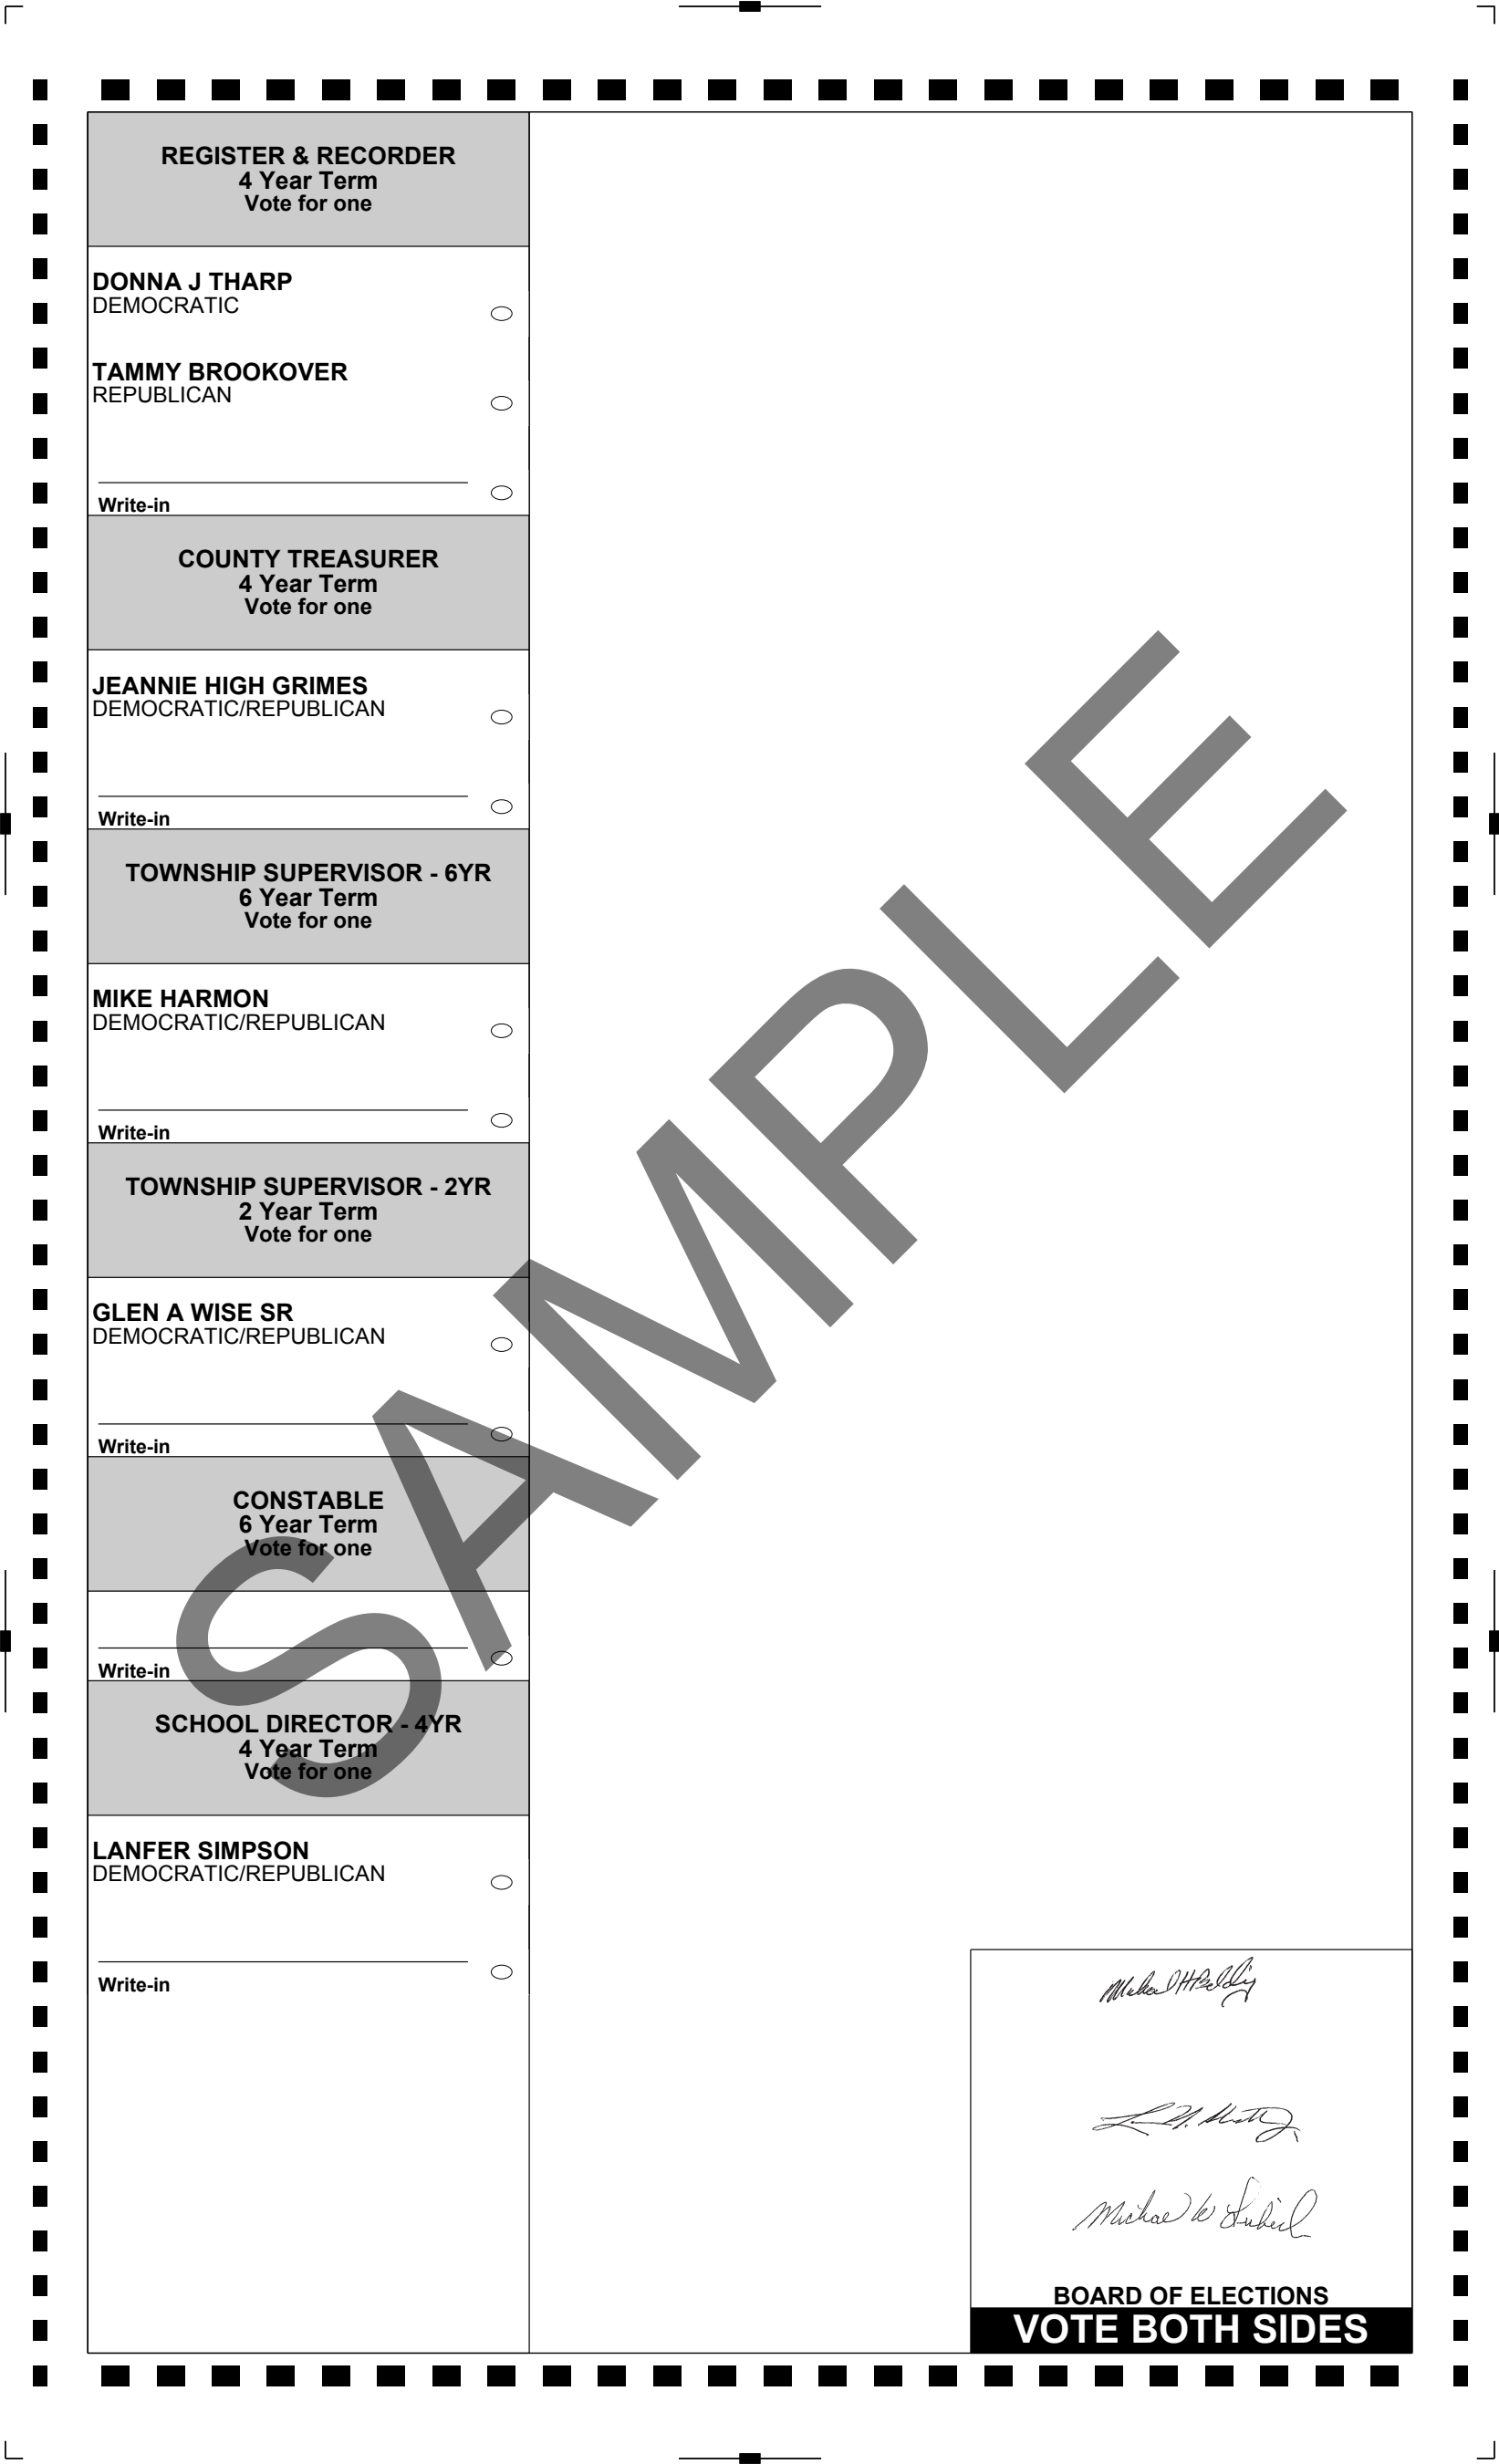 REGISTER & RECORDER
4 Year Term
Vote for one
DONNA J THARP
DEMOCRATIC
TAMMY BROOKOVER
REPUBLICAN
Write-in
COUNTY TREASURER
4 Year Term
Vote for one
JEANNIE HIGH GRIMES
DEMOCRATIC/REPUBLICAN
Write-in
TOWNSHIP SUPERVISOR - 6YR
6 Year Term
Vote for one
MIKE HARMON
DEMOCRATIC/REPUBLICAN
Write-in
TOWNSHIP SUPERVISOR - 2YR
2 Year Term
Vote for one
GLEN A WISE SR
DEMOCRATIC/REPUBLICAN
Write-in
CONSTABLE
6 Year Term
Vote for one
Write-in
SCHOOL DIRECTOR - 4YR
4 Year Term
Vote for one
LANFER SIMPSON
DEMOCRATIC/REPUBLICAN
Write-in
SAMPLE
Michael W
BOARD OF ELECTIONS
VOTE BOTH SIDES